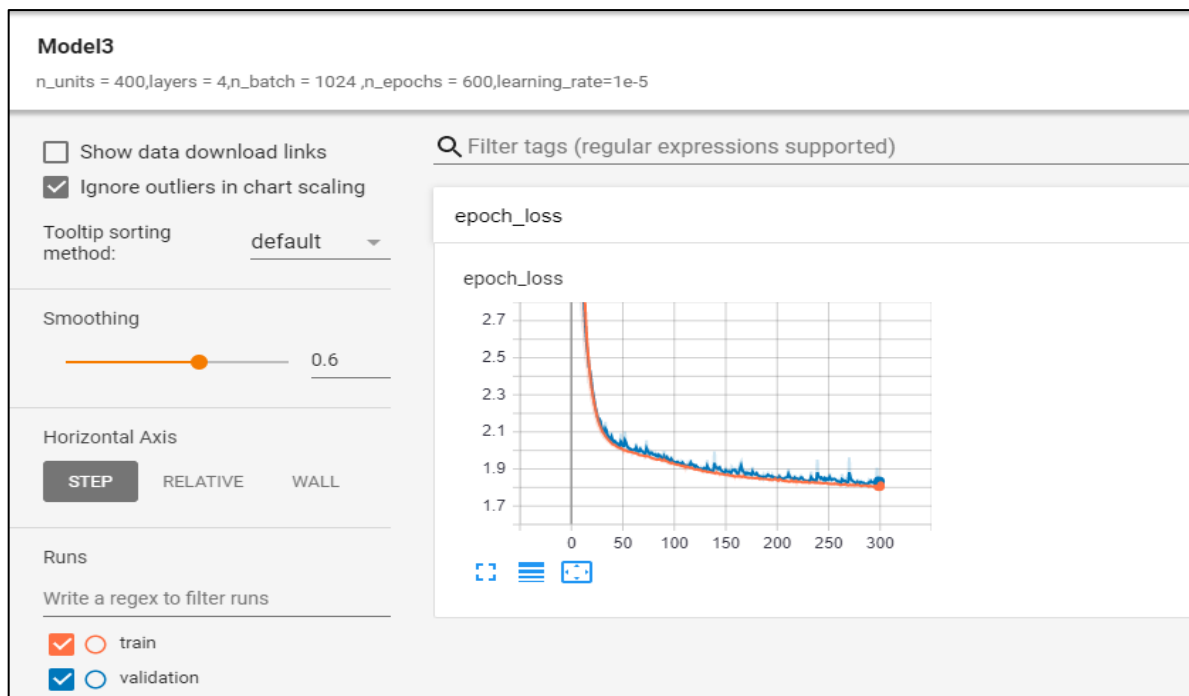 Model3
n_units = 400,layers = 4,n_batch = 1024 ,n_epochs = 600,learning_rate=1e-5
Show data download links
Ignore outliers in chart scaling
Tooltip sorting
method:
default
Smoothing
0.6
Horizontal Axis
STEP RELATIVE WALL
Runs
Write a regex to filter runs
train
validation
Filter tags (regular expressions supported)
epoch_loss
epoch_loss
2.7
2.5
2.3
2.1
1.9
1.7
0 50 100 150 200 250 300